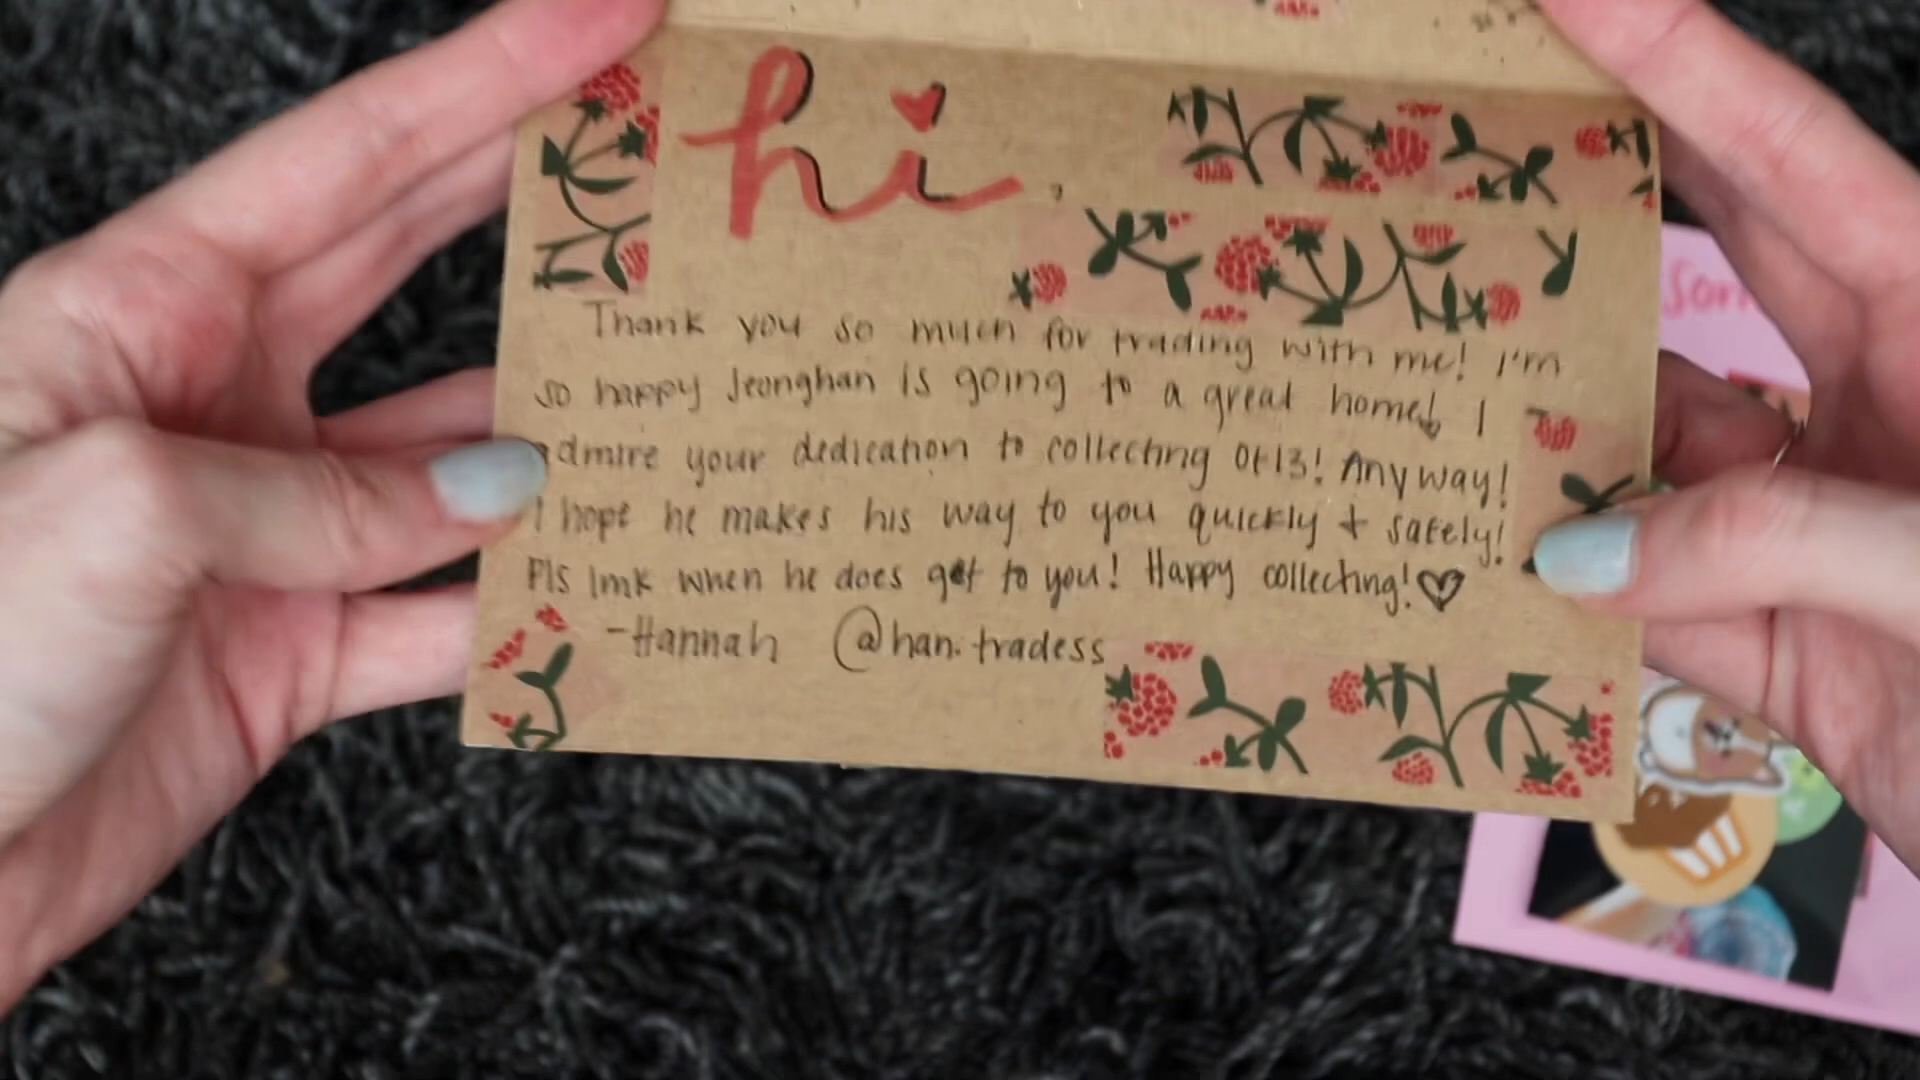 hi,
Thank you so much for trading with me! I'm
so happy Jeonghan is going to a great home! I
admire your dedication to collecting ot13! Anyway!
I hope he makes his way to you quickly + safely!
Pls lmk when he does get to you! Happy collecting!♡
-Hannah @han.tradess